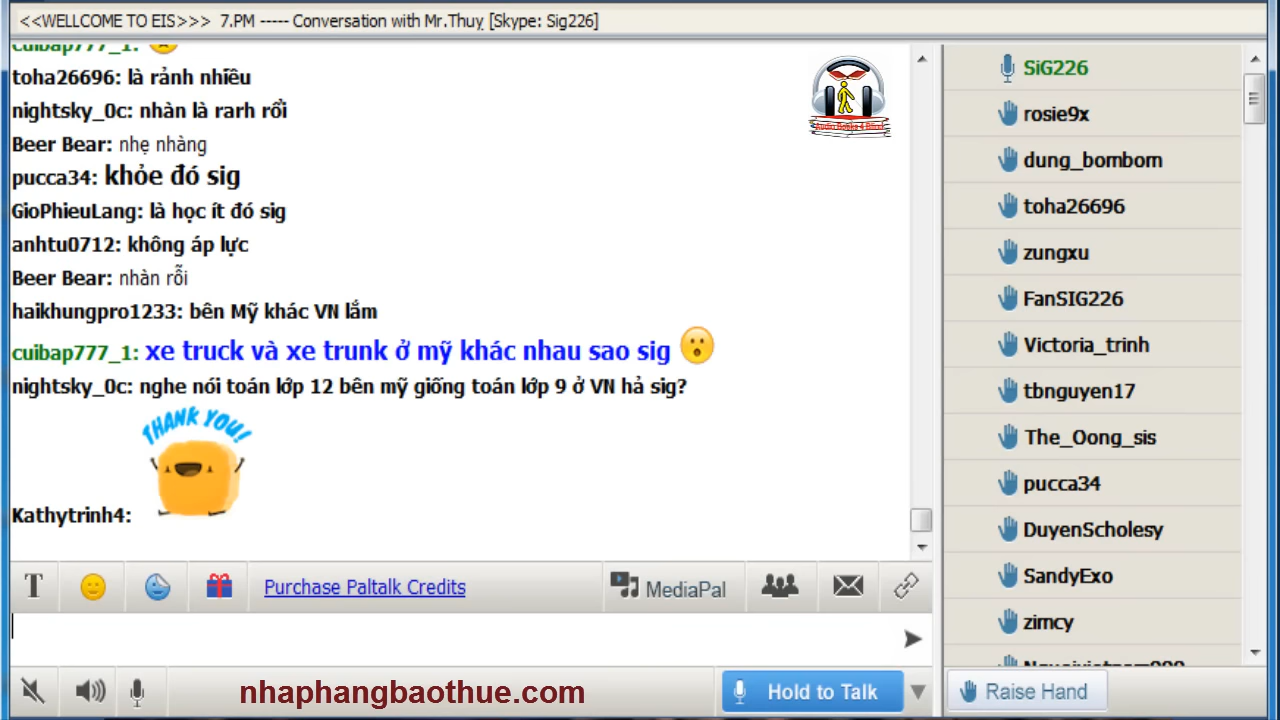 <<WELLCOME TO EIS>>> 7.PM ----- Conversation with Mr.Thuy [Skype: Sig226]
cuibap777_1:
toha26696: là rảnh nhiều
nightsky_0c: nhàn là rarh rổi
Beer Bear: nhẹ nhàng
pucca34: khỏe đó sig
GioPhieuLang: là học ít đó sig
anhtu0712: không áp lực
Beer Bear: nhàn rỗi
haikhungpro1233: bên Mỹ khác VN lắm
cuibap777_1: xe truck và xe trunk ở mỹ khác nhau sao sig
nightsky_0c: nghe nói toán lớp 12 bên mỹ giống toán lớp 9 ở VN hả sig?
THANK YOU!
Kathytrinh4:
T
Purchase Paltalk Credits
MediaPal
nhaphangbaothue.com
Hold to Talk
SiG226
rosie9x
dung_bombom
toha26696
zungxu
FanSIG226
Victoria_trinh
tbnguyen17
The_Oong_sis
pucca34
DuyenScholesy
SandyExo
zimcy
Raise Hand